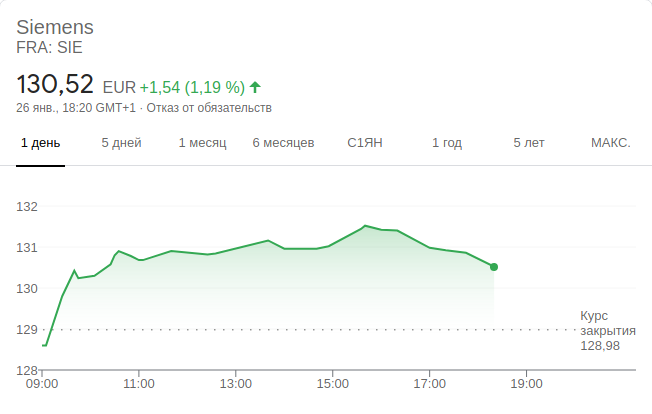 Siemens
FRA: SIE
130,52 EUR +1,54 (1,19 %)
26 янв., 18:20 GMT+1 · Отказ от обязательств
1 день 5 дней 1 месяц 6 месяцев С1ЯН 1 год 5 лет МАКС.
132
131
130
129
128
Курс
закрытия
128,98
09:00 11:00 13:00 15:00 17:00 19:00